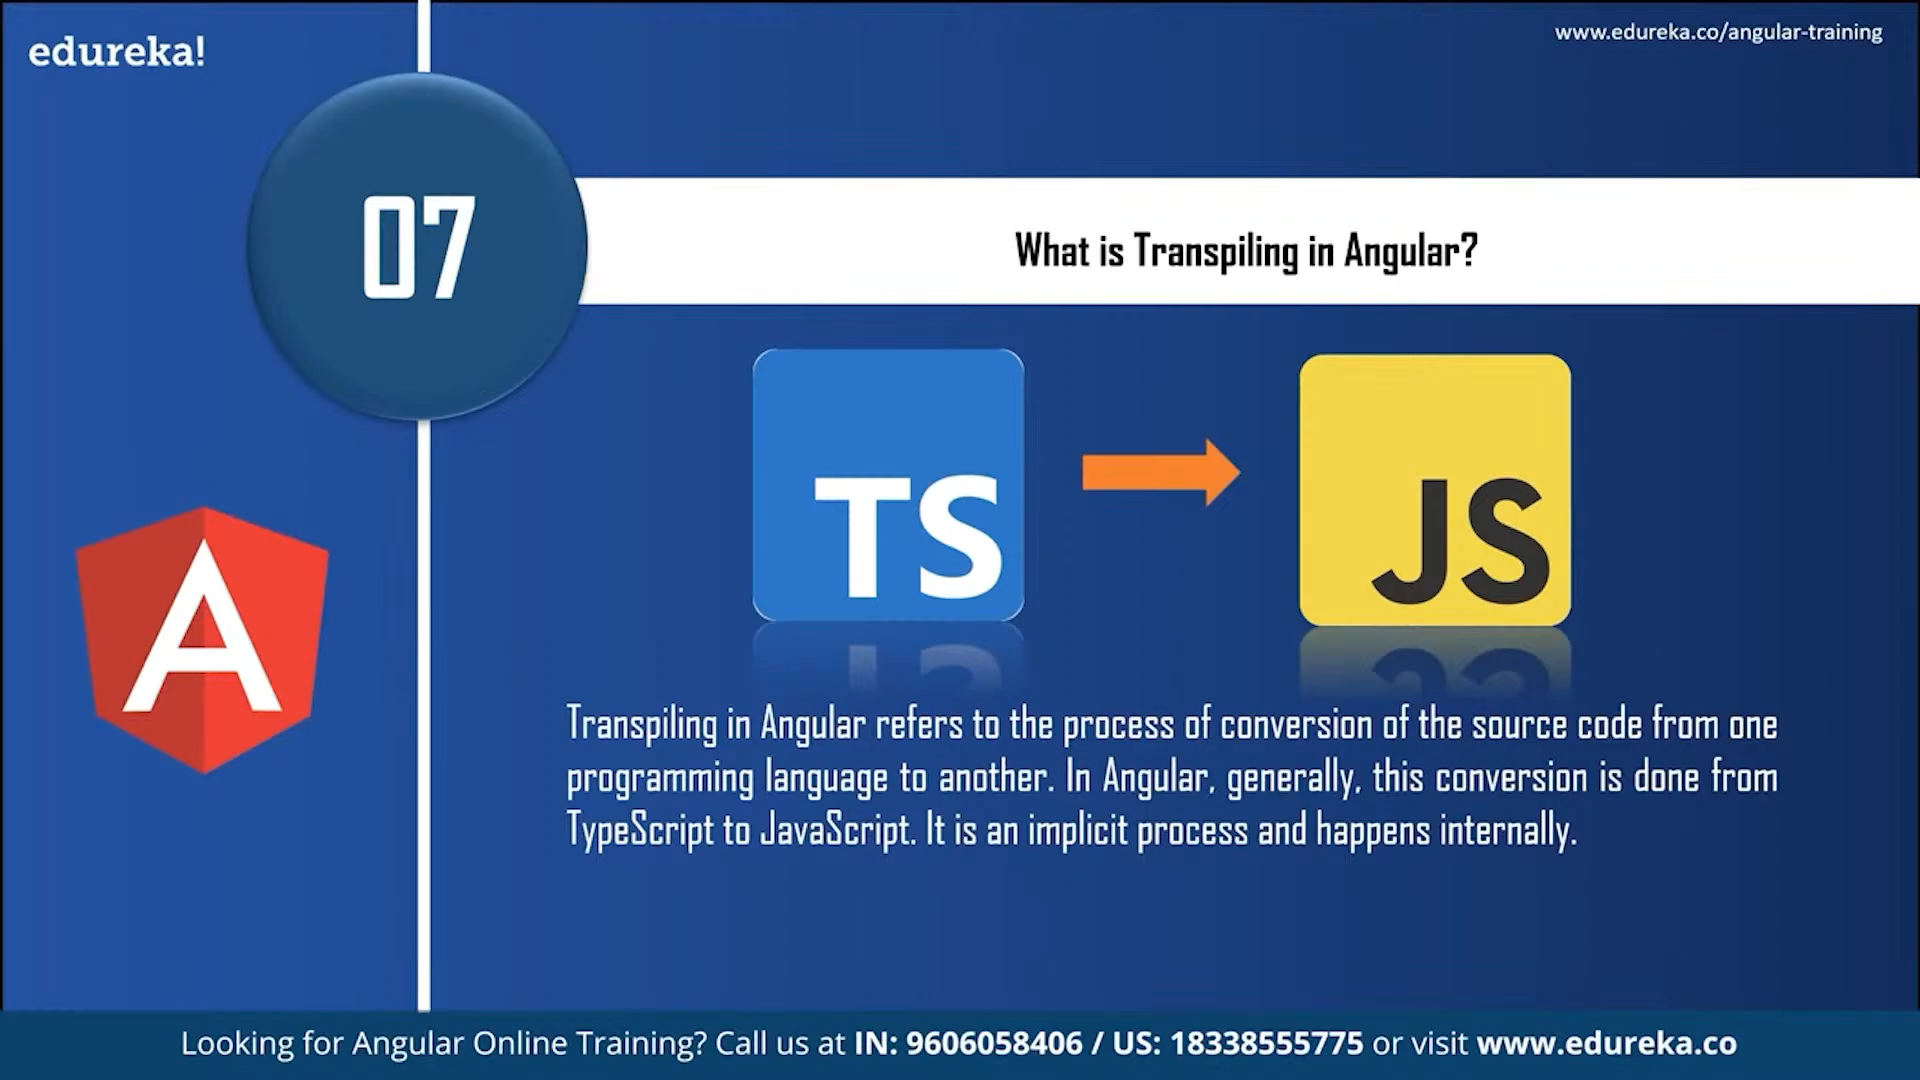 edureka!
www.edureka.co/angular-training
07
What is Transpiling in Angular?
TS
JS
A
Transpiling in Angular refers to the process of conversion of the source code from one
programming language to another. In Angular, generally, this conversion is done from
TypeScript to JavaScript. It is an implicit process and happens internally.
Looking for Angular Online Training? Call us at IN: 9606058406 / US: 18338555775 or visit www.edureka.co